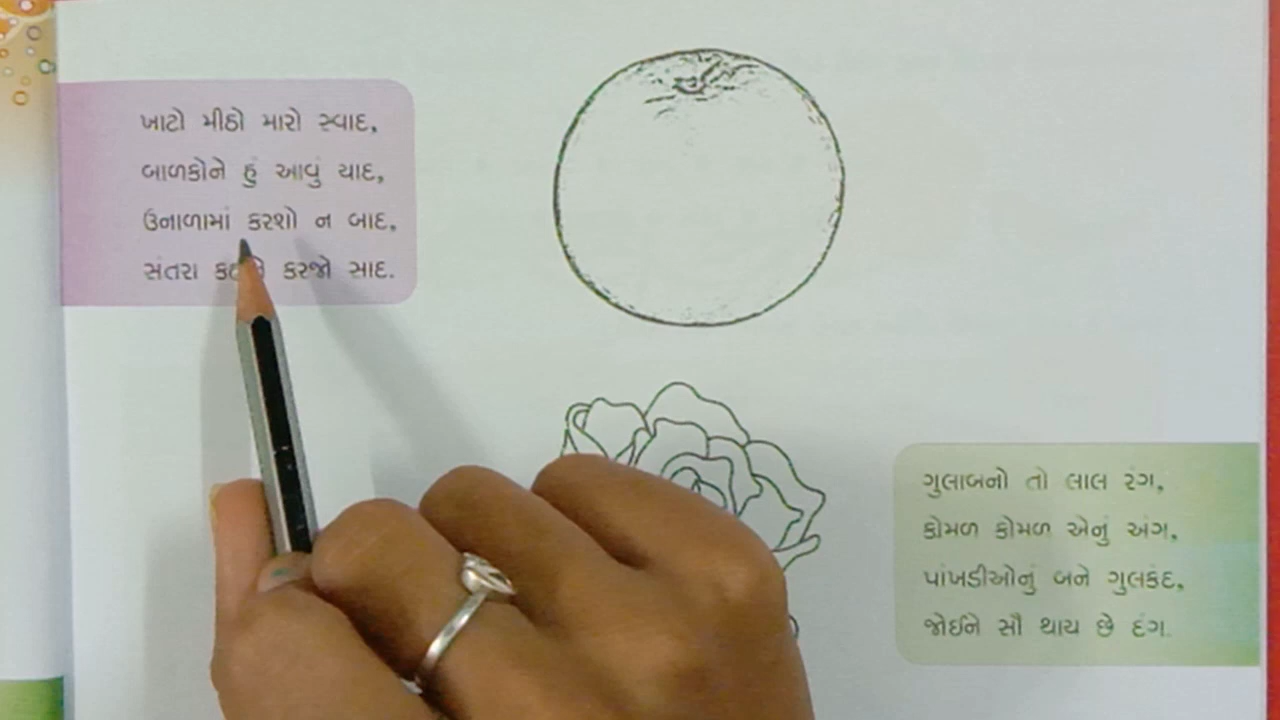 ખાટો મીઠો મારો સ્વાદ,
બાળકોને હું આવું યાદ,
ઉનાળામાં કરશો ન બાદ,
સંતરા કરજો સાદ.
ગુલાબનો તો લાલ રંગ,
કોમળ કોમળ એનું અંગ,
પાંખડીઓનું બને ગુલકંદ,
જોઈને સૌ થાય છે દંગ.